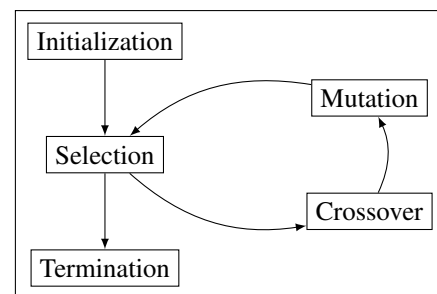 Initialization
Mutation
Selection
Crossover
Termination